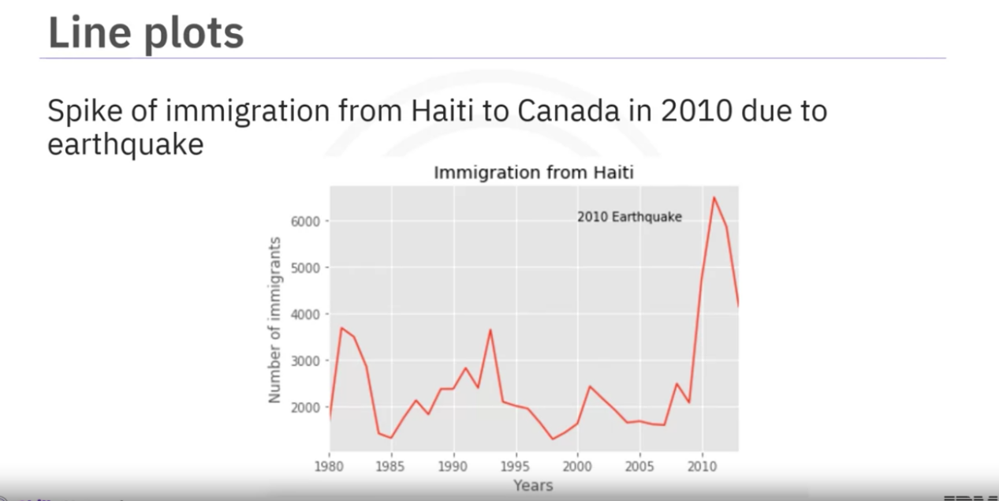 Line plots
Spike of immigration from Haiti to Canada in 2010 due to
earthquake
Immigration from Haiti
2010 Earthquake
Number of immigrants
6000
5000
4000
3000
2000
1980 1985 1990 1995 2000 2005 2010
Years